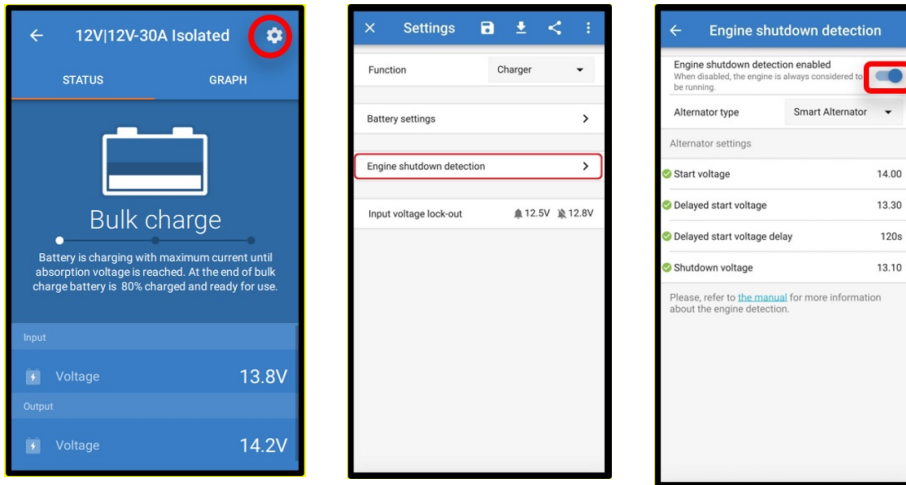 12V|12V-30A Isolated
STATUS
GRAPH
Bulk charge
Battery is charging with maximum current until
absorption voltage is reached. At the end of bulk
charge battery is 80% charged and ready for use.
Input
Voltage 13.8V
Output
Voltage 14.2V
Settings
Function Charger
Battery settings
Engine shutdown detection
Input voltage lock-out 12.5V 12.8V
Engine shutdown detection
Engine shutdown detection enabled
When disabled, the engine is always considered to
be running.
Alternator type Smart Alternator
Alternator settings
Start voltage 14.00
Delayed start voltage 13.30
Delayed start voltage delay 120s
Shutdown voltage 13.10
Please, refer to the manual for more information
about the engine detection.